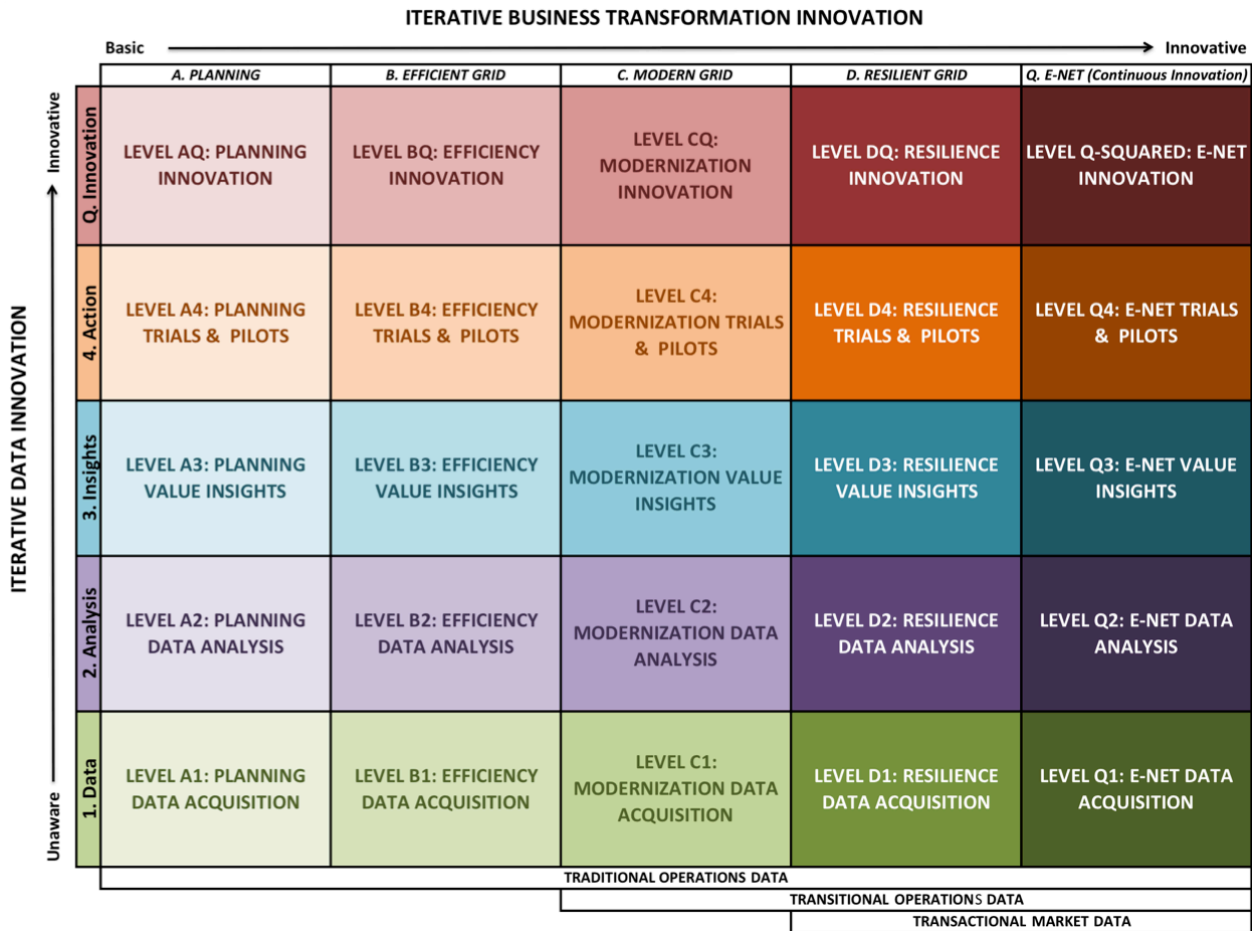 ITERATIVE BUSINESS TRANSFORMATION INNOVATION
Basic
Innovative
A. PLANNING
B. EFFICIENT GRID
C. MODERN GRID
D. RESILIENT GRID
Q. E-NET (Continuous Innovation)
ITERATIVE DATA INNOVATION
Innovative
Unaware
Q. Innovation
LEVEL AQ: PLANNING
INNOVATION
LEVEL BQ: EFFICIENCY
INNOVATION
LEVEL CQ:
MODERNIZATION
INNOVATION
LEVEL DQ: RESILIENCE
INNOVATION
LEVEL Q-SQUARED: E-NET
INNOVATION
4. Action
LEVEL A4: PLANNING
TRIALS & PILOTS
LEVEL B4: EFFICIENCY
TRIALS & PILOTS
LEVEL C4:
MODERNIZATION TRIALS
& PILOTS
LEVEL D4: RESILIENCE
TRIALS & PILOTS
LEVEL Q4: E-NET TRIALS
& PILOTS
3. Insights
LEVEL A3: PLANNING
VALUE INSIGHTS
LEVEL B3: EFFICIENCY
VALUE INSIGHTS
LEVEL C3:
MODERNIZATION VALUE
INSIGHTS
LEVEL D3: RESILIENCE
VALUE INSIGHTS
LEVEL Q3: E-NET VALUE
INSIGHTS
2. Analysis
LEVEL A2: PLANNING
DATA ANALYSIS
LEVEL B2: EFFICIENCY
DATA ANALYSIS
LEVEL C2:
MODERNIZATION DATA
ANALYSIS
LEVEL D2: RESILIENCE
DATA ANALYSIS
LEVEL Q2: E-NET DATA
ANALYSIS
1. Data
LEVEL A1: PLANNING
DATA ACQUISITION
LEVEL B1: EFFICIENCY
DATA ACQUISITION
LEVEL C1:
MODERNIZATION DATA
ACQUISITION
LEVEL D1: RESILIENCE
DATA ACQUISITION
LEVEL Q1: E-NET DATA
ACQUISITION
TRADITIONAL OPERATIONS DATA
TRANSITIONAL OPERATIONS DATA
TRANSACTIONAL MARKET DATA